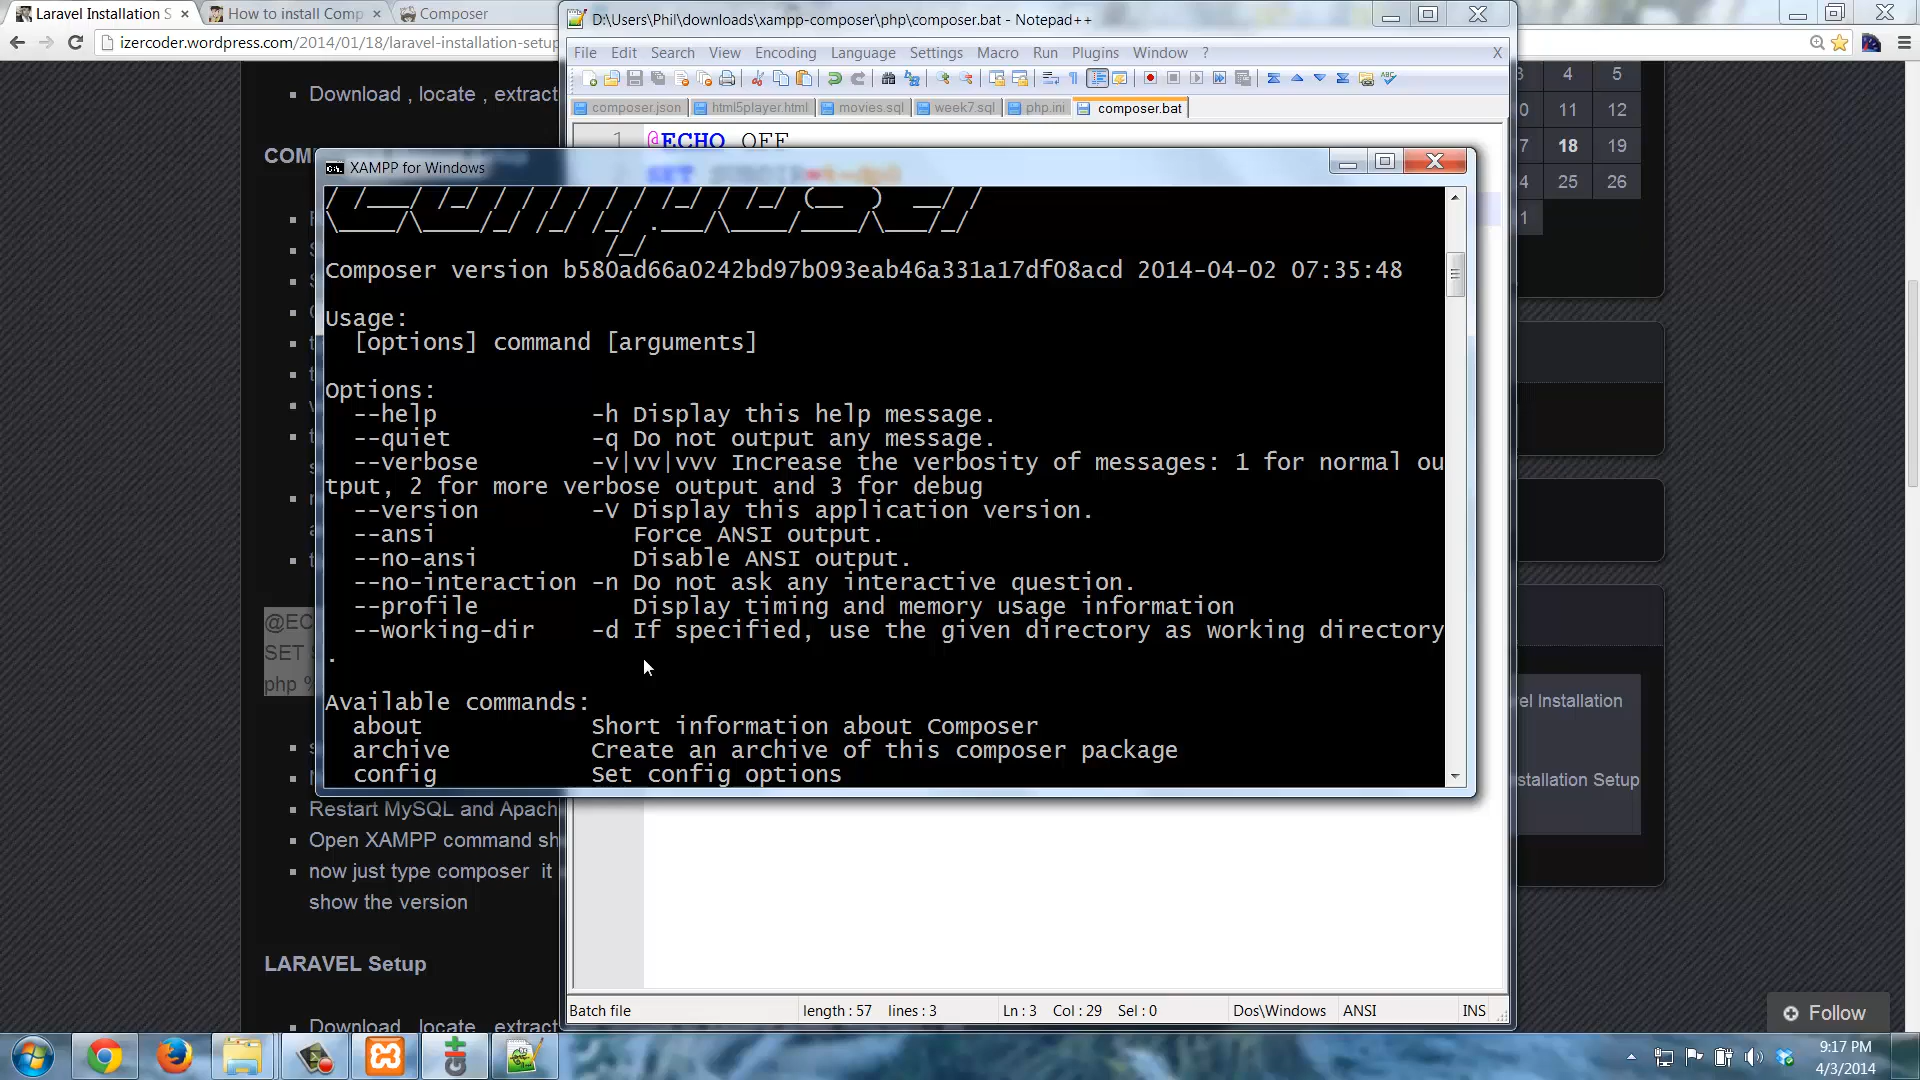 Laravel Installation S
How to install Comp
Composer
izercoder.wordpress.com/2014/01/18/laravel-installation-setup
D:\Users\Phil\downloads\xampp-composer\php\composer.bat - Notepad++
File Edit Search View Encoding Language Settings Macro Run Plugins Window ? X
composer.json html5player.html movies.sql week7.sql php.ini composer.bat
1 @ECHO OFF
Download , locate , extract
3 4 5
11 12
18 19
25 26
XAMPP for Windows
Composer version b580ad66a0242bd97b093eab46a331a17df08acd 2014-04-02 07:35:48
Usage:
[options] command [arguments]
Options:
--help -h Display this help message.
--quiet -q Do not output any message.
--verbose -v|vv|vvv Increase the verbosity of messages: 1 for normal ou
tput, 2 for more verbose output and 3 for debug
--version -V Display this application version.
--ansi Force ANSI output.
--no-ansi Disable ANSI output.
--no-interaction -n Do not ask any interactive question.
--profile Display timing and memory usage information
--working-dir -d If specified, use the given directory as working directory
.
Available commands:
about Short information about Composer
archive Create an archive of this composer package
config Set config options
@EC
SET
php %
vel Installation
stallation Setup
Restart MySQL and Apach
Open XAMPP command sh
now just type composer it
show the version
LARAVEL Setup
Download locate extract
Batch file length : 57 lines : 3 Ln : 3 Col : 29 Sel : 0 Dos\Windows ANSI INS
Follow
9:17 PM
4/3/2014